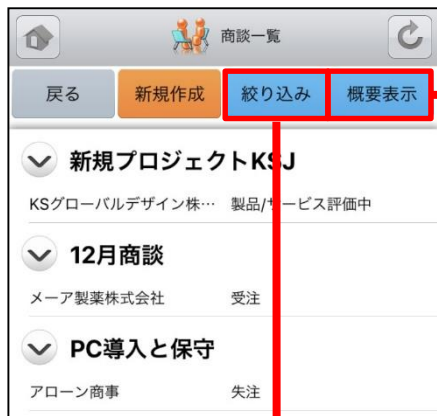 商談一覧
戻る 新規作成 絞り込み 概要表示
新規プロジェクトKSJ
KSグローバルデザイン株… 製品/サービス評価中
12月商談
メーア製薬株式会社 受注
PC導入と保守
アローン商事 失注